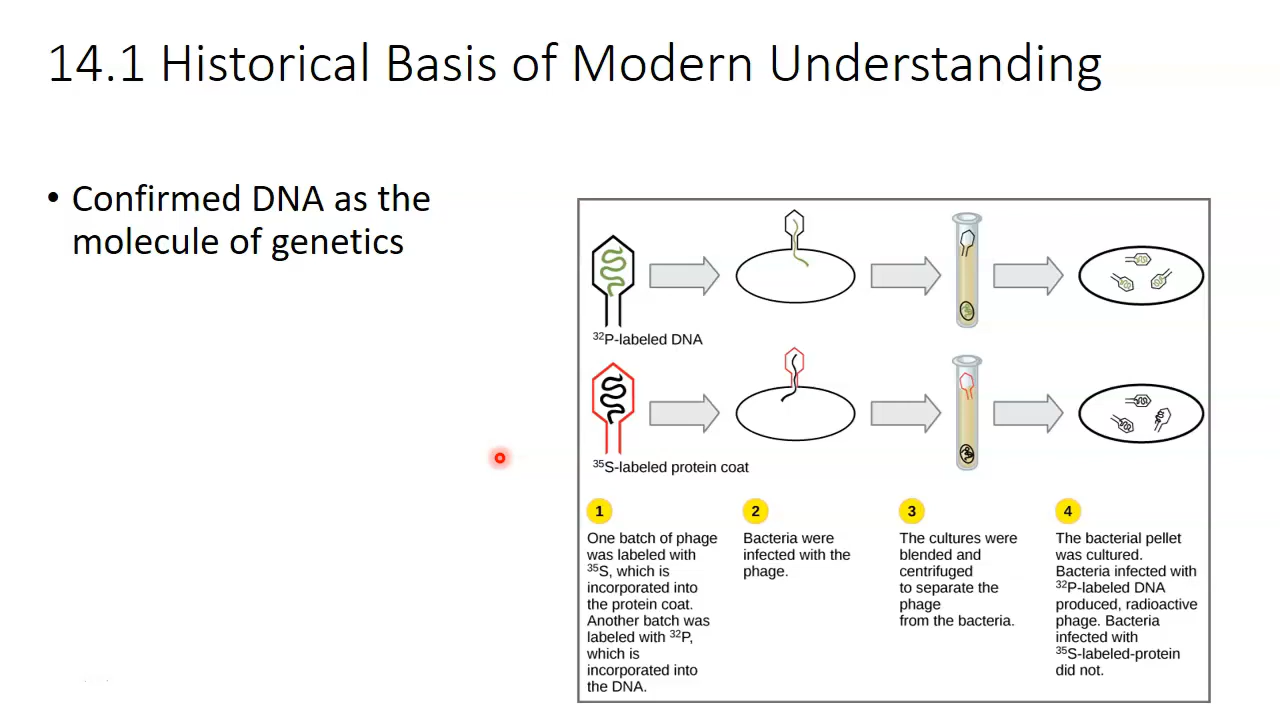 14.1 Historical Basis of Modern Understanding
• Confirmed DNA as the
molecule of genetics
³²P-labeled DNA
³⁵S-labeled protein coat
1
One batch of phage
was labeled with
³⁵S, which is
incorporated into
the protein coat.
Another batch was
labeled with ³²P,
which is
incorporated into
the DNA.
2
Bacteria were
infected with the
phage.
3
The cultures were
blended and
centrifuged
to separate the
phage
from the bacteria.
4
The bacterial pellet
was cultured.
Bacteria infected with
³²P-labeled DNA
produced, radioactive
phage. Bacteria
infected with
³⁵S-labeled-protein
did not.